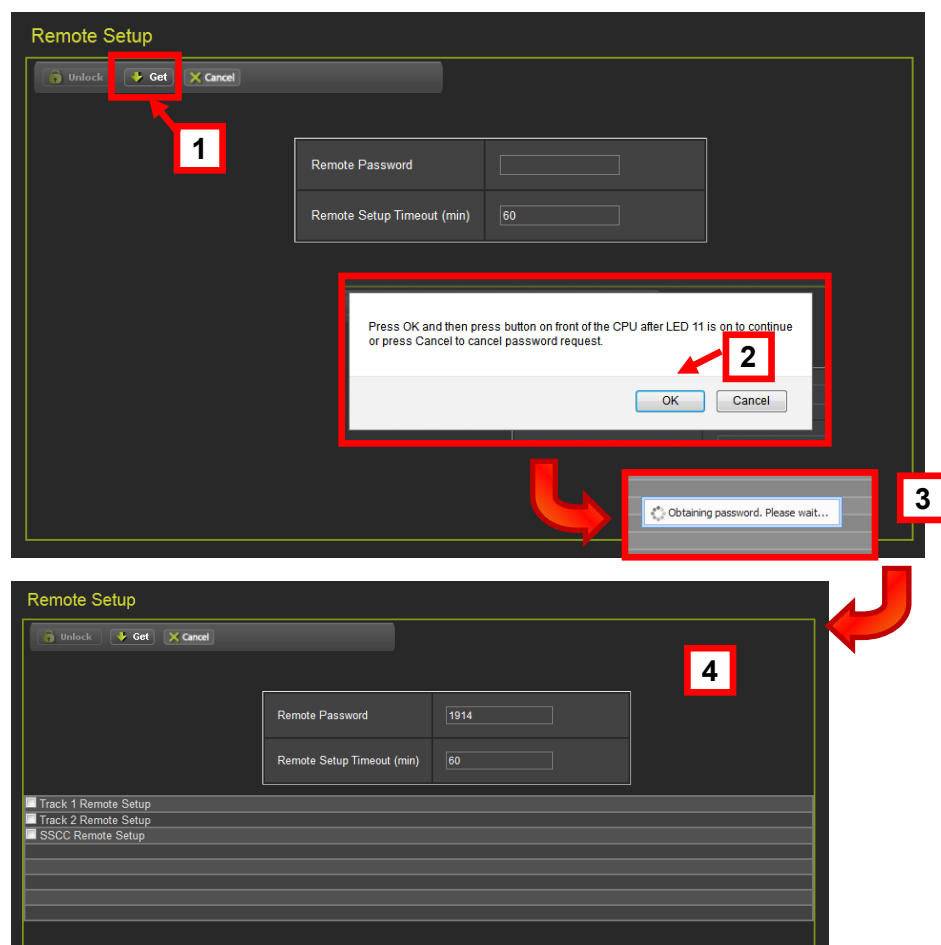 Remote Setup
Unlock Get Cancel
1
Remote Password
Remote Setup Timeout (min) 60
Press OK and then press button on front of the CPU after LED 11 is on to continue
or press Cancel to cancel password request.
2
OK Cancel
3
Obtaining password. Please wait...
Remote Setup
Unlock Get Cancel
4
Remote Password 1914
Remote Setup Timeout (min) 60
Track 1 Remote Setup
Track 2 Remote Setup
SSCC Remote Setup